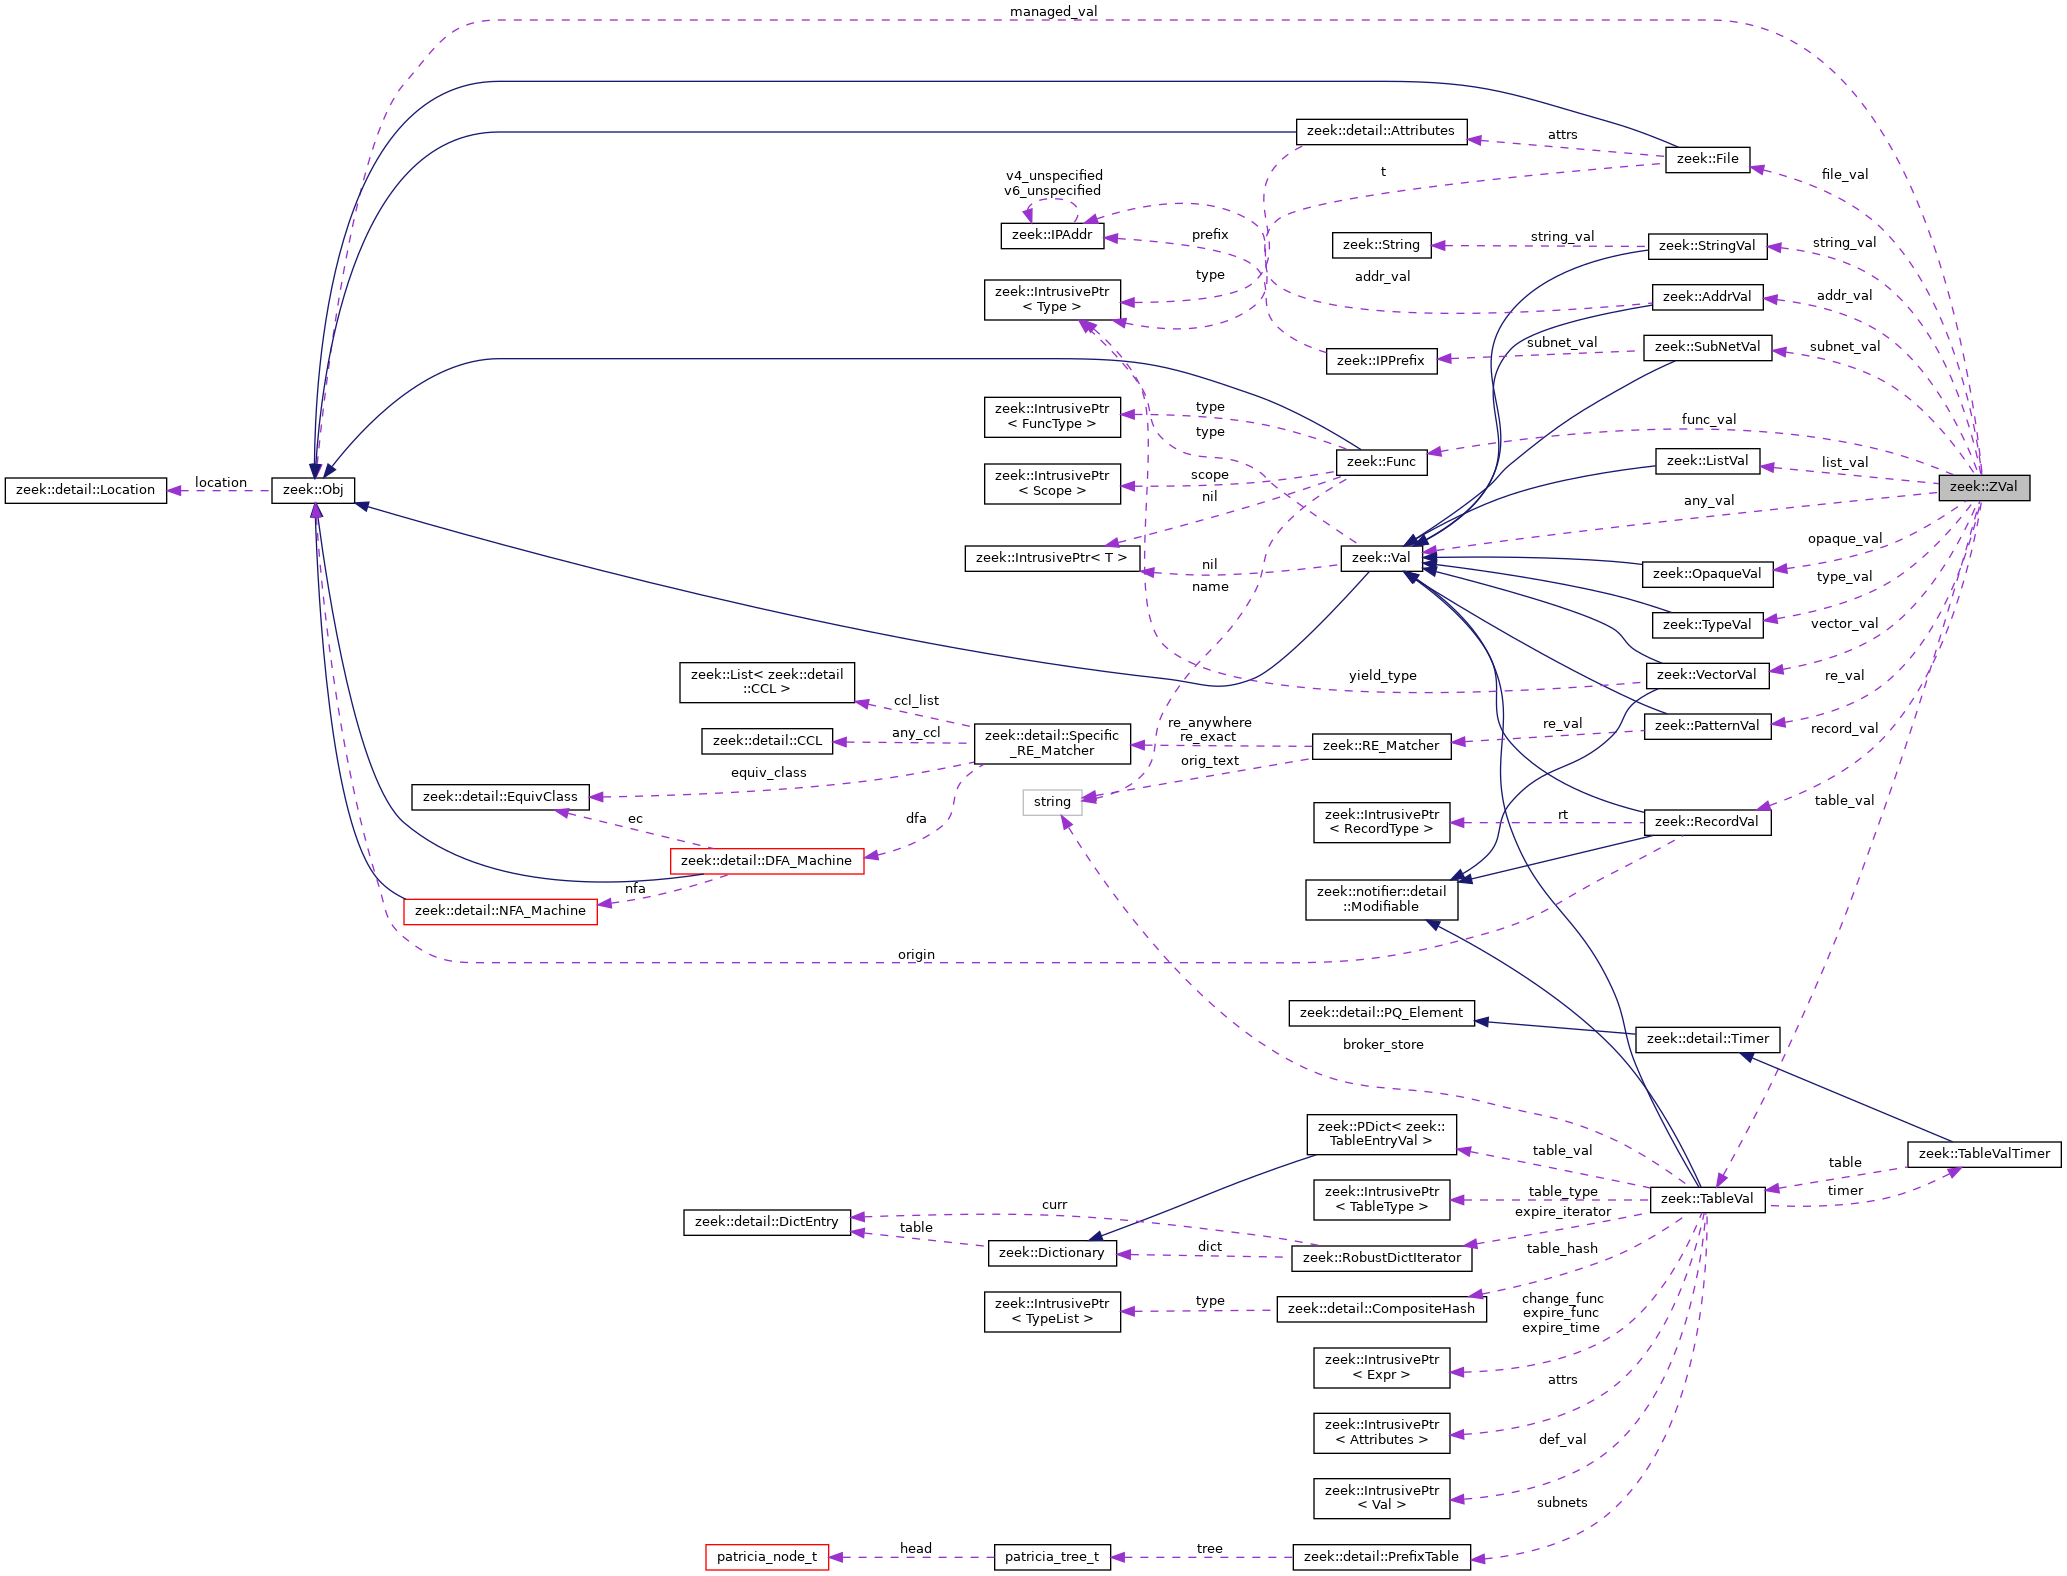 managed_val
zeek::detail::Attributes
attrs
zeek::File
file_val
t
v4_unspecified
v6_unspecified
zeek::IPAddr
prefix
zeek::String
string_val
zeek::StringVal
string_val
zeek::IntrusivePtr
< Type >
type
addr_val
zeek::AddrVal
addr_val
zeek::IPPrefix
subnet_val
zeek::SubNetVal
subnet_val
zeek::IntrusivePtr
< FuncType >
type
type
func_val
zeek::Func
zeek::IntrusivePtr
< Scope >
scope
nil
zeek::ListVal
list_val
zeek::ZVal
zeek::detail::Location
location
zeek::Obj
any_val
zeek::IntrusivePtr< T >
nil
name
zeek::Val
zeek::OpaqueVal
opaque_val
zeek::TypeVal
type_val
vector_val
zeek::List< zeek::detail
::CCL >
ccl_list
yield_type
zeek::VectorVal
re_val
zeek::detail::CCL
any_ccl
zeek::detail::Specific
_RE_Matcher
re_anywhere
re_exact
orig_text
zeek::RE_Matcher
re_val
zeek::PatternVal
record_val
equiv_class
zeek::detail::EquivClass
string
ec
dfa
zeek::IntrusivePtr
< RecordType >
rt
zeek::RecordVal
table_val
zeek::detail::DFA_Machine
nfa
zeek::detail::NFA_Machine
zeek::notifier::detail
::Modifiable
origin
zeek::detail::PQ_Element
zeek::detail::Timer
broker_store
zeek::PDict< zeek::
TableEntryVal >
table_val
table
zeek::TableValTimer
timer
zeek::IntrusivePtr
< TableType >
table_type
zeek::TableVal
expire_iterator
zeek::detail::DictEntry
curr
table
zeek::Dictionary
dict
zeek::RobustDictIterator
table_hash
zeek::IntrusivePtr
< TypeList >
type
zeek::detail::CompositeHash
change_func
expire_func
expire_time
zeek::IntrusivePtr
< Expr >
attrs
zeek::IntrusivePtr
< Attributes >
def_val
zeek::IntrusivePtr
< Val >
subnets
patricia_node_t
head
patricia_tree_t
tree
zeek::detail::PrefixTable